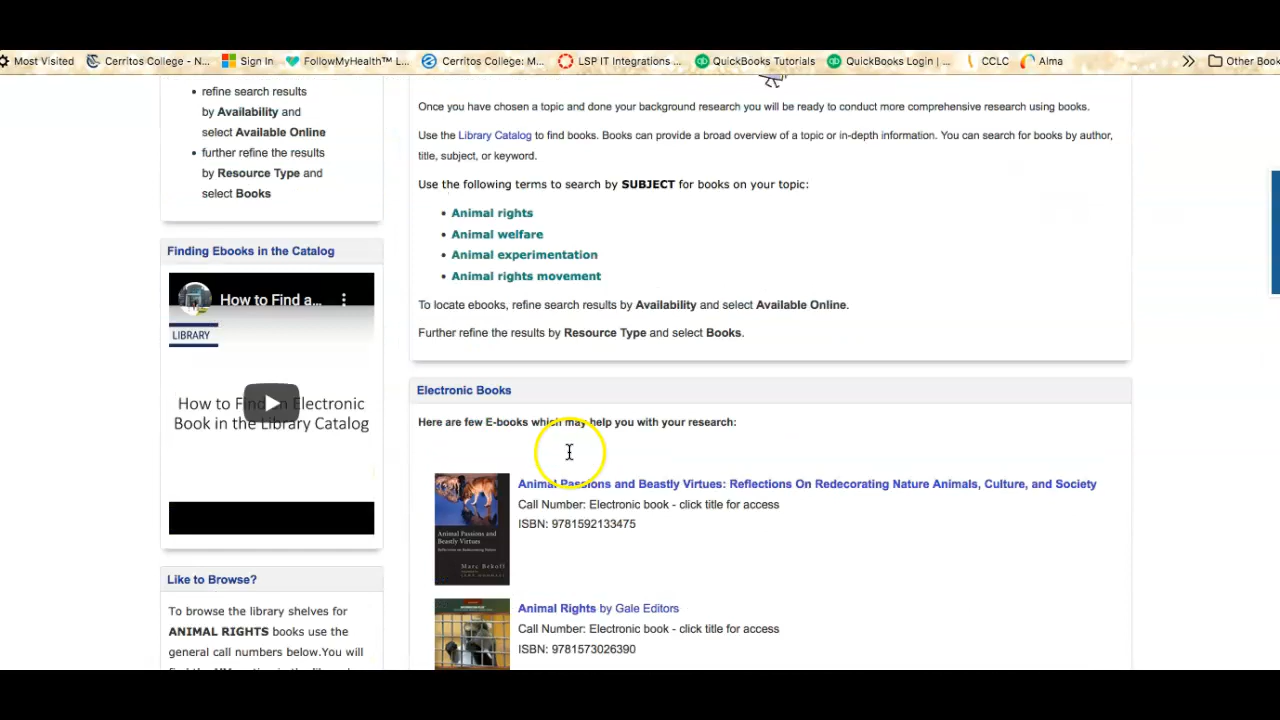 Most Visited Cerritos College - N... Sign In FollowMyHealth™ L... Cerritos College: M... LSP IT Integrations ... QuickBooks Tutorials QuickBooks Login | ... CCLC Alma Other Book
refine search results
by Availability and
select Available Online
further refine the results
by Resource Type and
select Books
Finding Ebooks in the Catalog
How to Find a...
LIBRARY
How to Find an Electronic
Book in the Library Catalog
Like to Browse?
To browse the library shelves for
ANIMAL RIGHTS books use the
general call numbers below.You will
Once you have chosen a topic and done your background research you will be ready to conduct more comprehensive research using books.
Use the Library Catalog to find books. Books can provide a broad overview of a topic or in-depth information. You can search for books by author,
title, subject, or keyword.
Use the following terms to search by SUBJECT for books on your topic:
Animal rights
Animal welfare
Animal experimentation
Animal rights movement
To locate ebooks, refine search results by Availability and select Available Online.
Further refine the results by Resource Type and select Books.
Electronic Books
Here are few E-books which may help you with your research:
Animal Passions and Beastly Virtues: Reflections On Redecorating Nature Animals, Culture, and Society
Call Number: Electronic book - click title for access
ISBN: 9781592133475
Animal Passions and
Beastly Virtues
Reflections on Redecorating Nature
Marc Bekoff
Animal Rights by Gale Editors
Call Number: Electronic book - click title for access
ISBN: 9781573026390